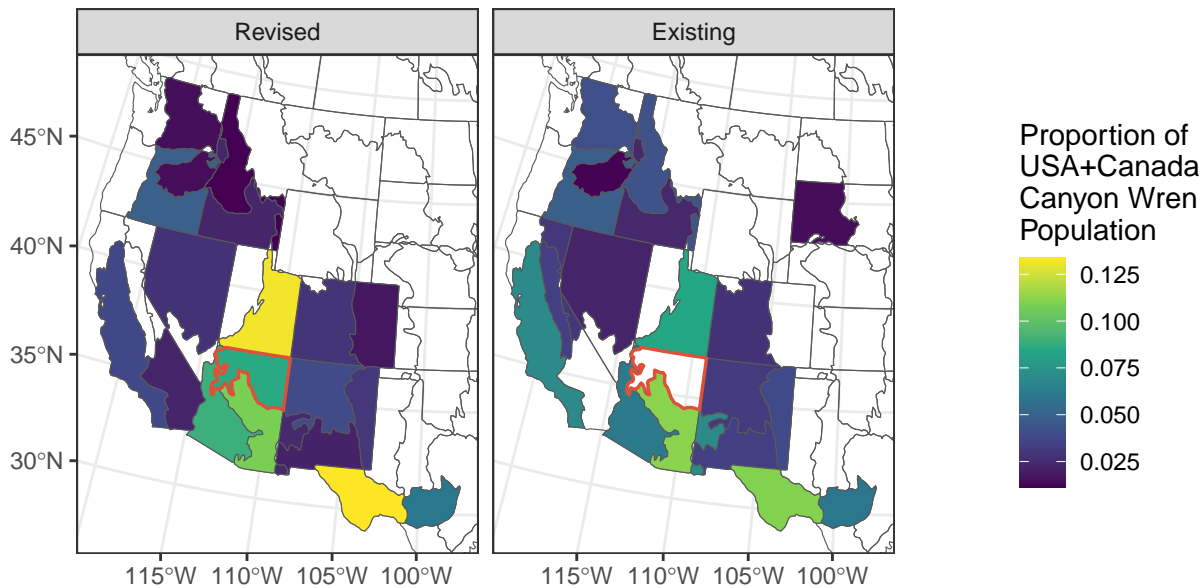 Revised
Existing
45°N
40°N
35°N
30°N
115°W 110°W 105°W 100°W
115°W 110°W 105°W 100°W
Proportion of
USA+Canada
Canyon Wren
Population
0.125
0.100
0.075
0.050
0.025